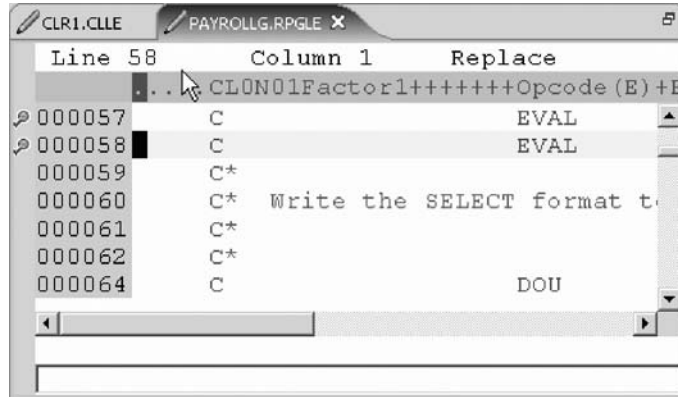 CLR1.CLLE PAYROLLG.RPGLE
Line 58 Column 1 Replace
.....CL0N01Factor1+++++++Opcode(E)+E
000057 C EVAL
000058 C EVAL
000059 C*
000060 C* Write the SELECT format t
000061 C*
000062 C*
000064 C DOU